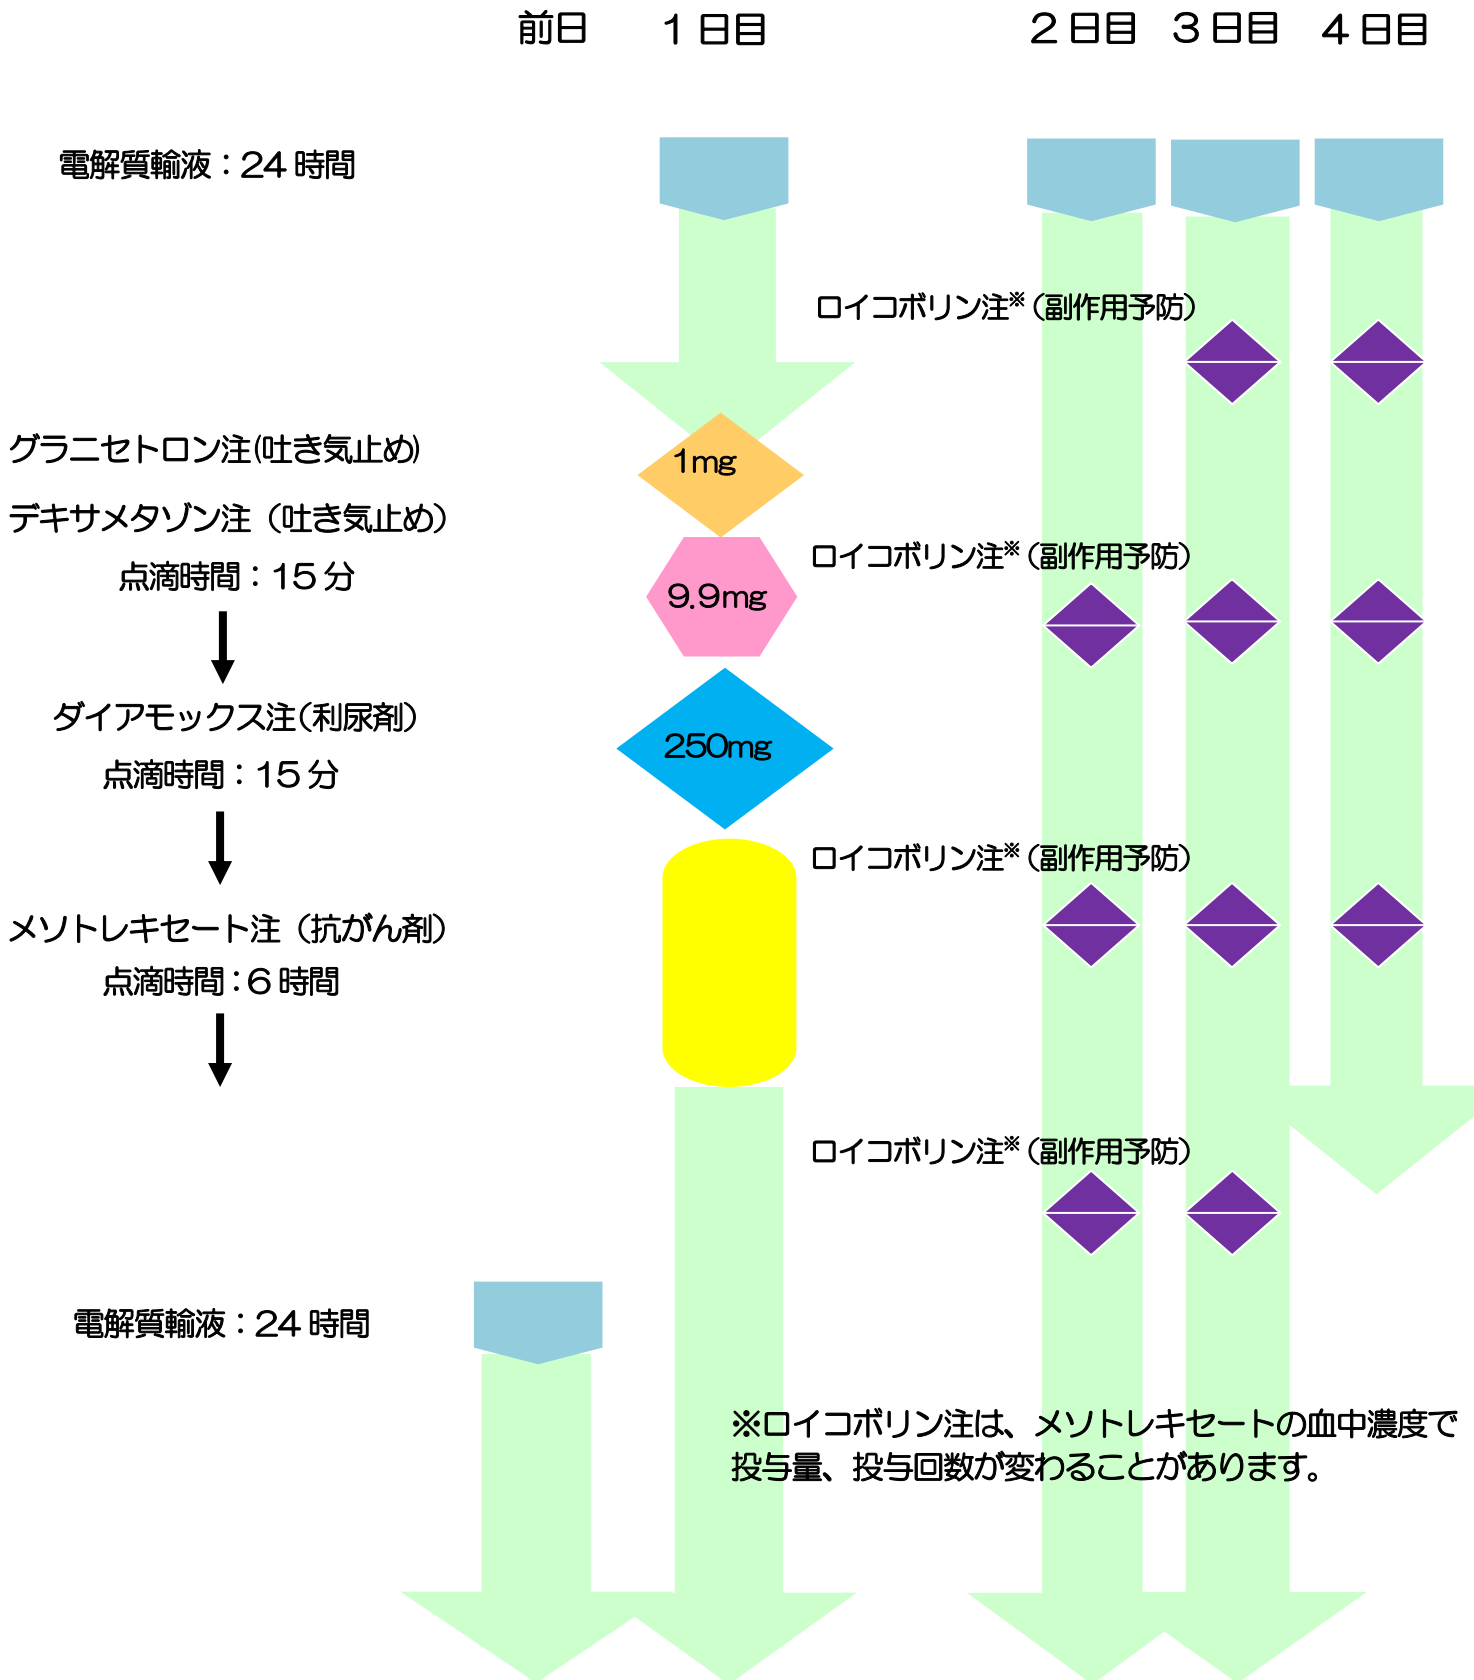 前日 1日目 2日目 3日目 4日目
電解質輸液：24時間
ロイコボリン注※（副作用予防）
グラニセトロン注(吐き気止め)
1mg
デキサメタゾン注（吐き気止め）
ロイコボリン注※（副作用予防）
点滴時間：15分
9.9mg
ダイアモックス注（利尿剤）
250mg
点滴時間：15分
ロイコボリン注※（副作用予防）
メソトレキセート注（抗がん剤）
点滴時間：6時間
ロイコボリン注※（副作用予防）
電解質輸液：24時間
※ロイコボリン注は、メソトレキセートの血中濃度で
投与量、投与回数が変わることがあります。